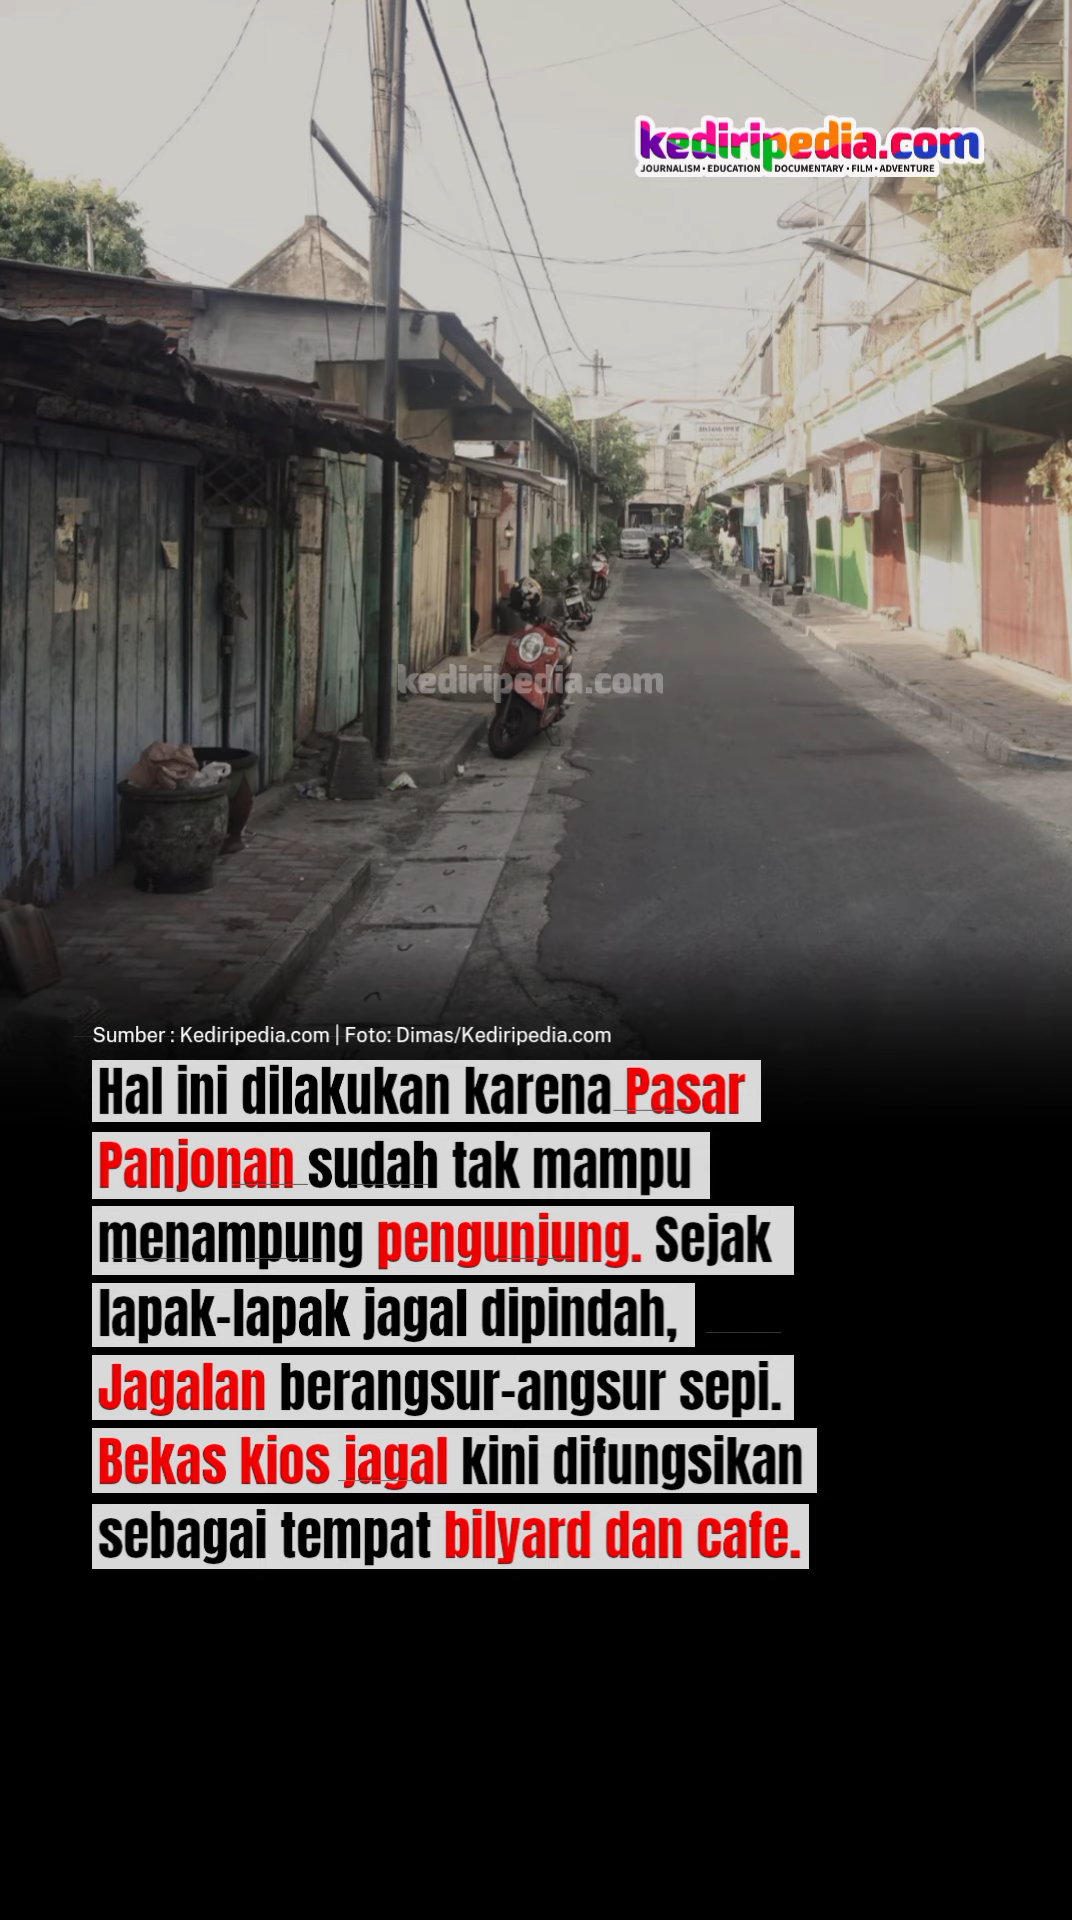 kediripedia.com
JOURNALISM • EDUCATION DOCUMENTARY • FILM • ADVENTURE
kediripedia.com
Sumber : Kediripedia.com | Foto: Dimas/Kediripedia.com
Hal ini dilakukan karena Pasar
Panjonan sudah tak mampu
menampung pengunjung. Sejak
lapak-lapak jagal dipindah,
Jagalan berangsur-angsur sepi.
Bekas kios jagal kini difungsikan
sebagai tempat bilyard dan cafe.